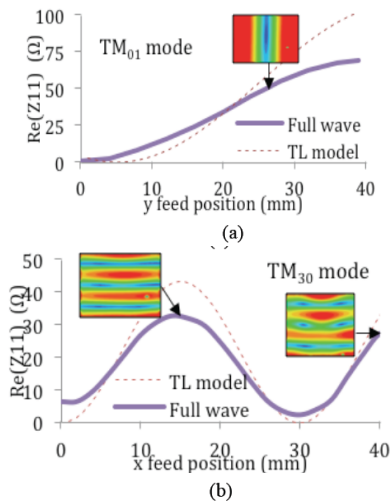 TM01 mode
Re(Z11) (Ω)
100
75
50
25
0
Full wave
TL model
0 10 20 30 40
y feed position (mm)
(a)
TM30 mode
Re(Z11) (Ω)
50
40
30
20
10
0
TL model
Full wave
0 10 20 30 40
x feed position (mm)
(b)